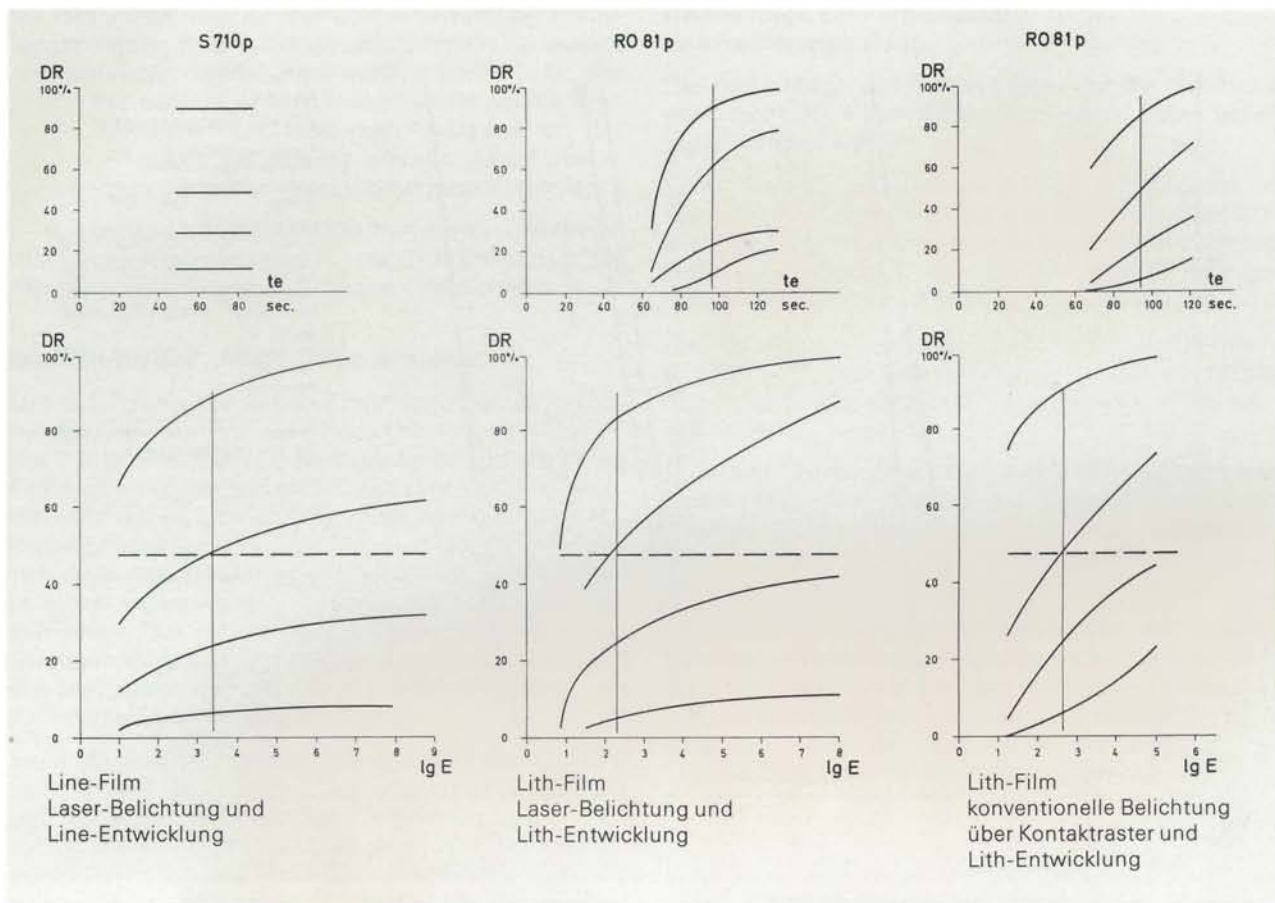 S 710 p
RO 81 p
RO 81 p
DR
100%
80
60
40
20
0
0 20 40 60 80 sec.
te
DR
100%
80
60
40
20
0
0 20 40 60 80 100 120 sec.
te
DR
100%
80
60
40
20
0
0 20 40 60 80 100 120 sec.
te
DR
100%
80
60
40
20
0
0 1 2 3 4 5 6 7 8 9
lg E
DR
100%
80
60
40
20
0
0 1 2 3 4 5 6 7 8
lg E
DR
100%
80
60
40
20
0
0 1 2 3 4 5 6
lg E
Line-Film
Laser-Belichtung und
Line-Entwicklung
Lith-Film
Laser-Belichtung und
Lith-Entwicklung
Lith-Film
konventionelle Belichtung
über Kontaktraster und
Lith-Entwicklung